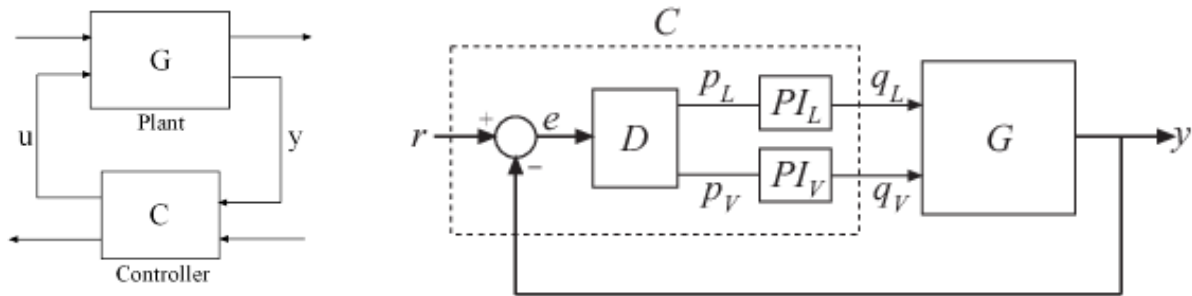 G
Plant
u
y
C
Controller
C
r
+
e
−
D
p_L
PI_L
q_L
p_V
PI_V
q_V
G
y